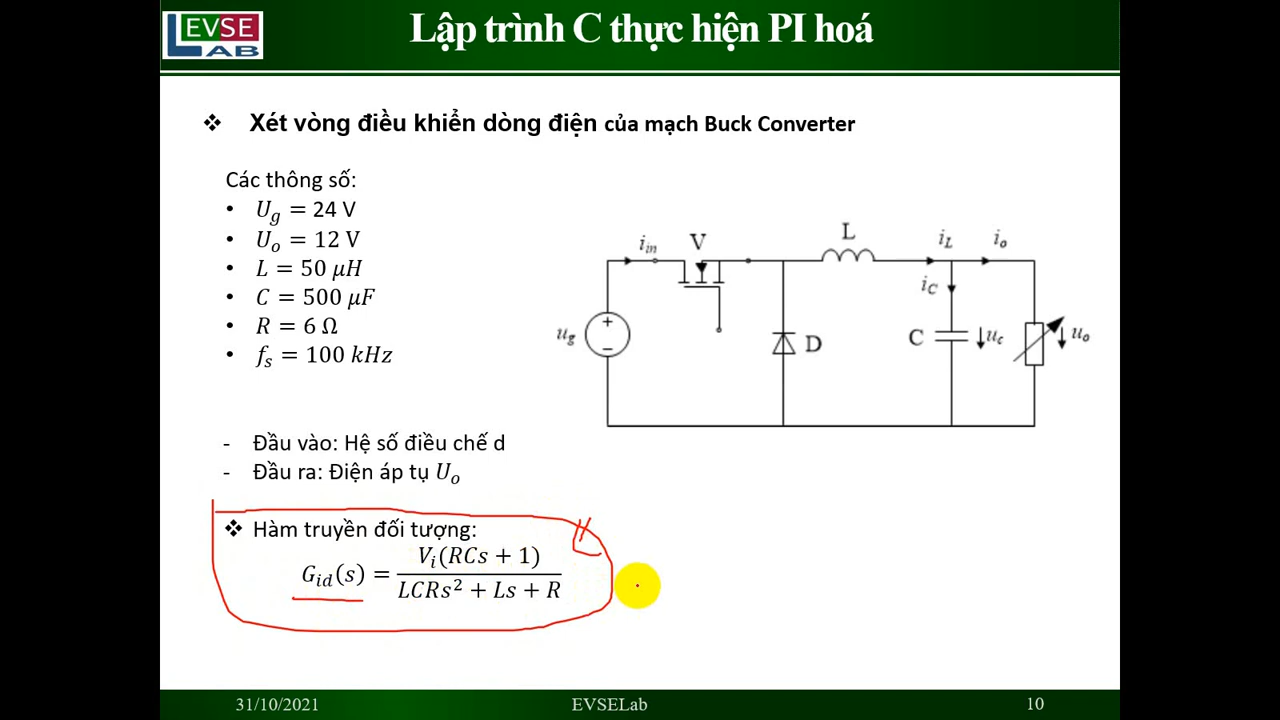 EVSE
LAB
Lập trình C thực hiện PI hoá
❖ Xét vòng điều khiển dòng điện của mạch Buck Converter
Các thông số:
• U_g = 24 V
• U_o = 12 V
• L = 50 μH
• C = 500 μF
• R = 6 Ω
• f_s = 100 kHz
i_in V L i_L i_o
i_C
u_g + − D C u_c u_o
- Đầu vào: Hệ số điều chế d
- Đầu ra: Điện áp tụ U_o
❖ Hàm truyền đối tượng:
G_id(s) = V_i(RCs + 1) / LCRs² + Ls + R
31/10/2021 EVSELab 10